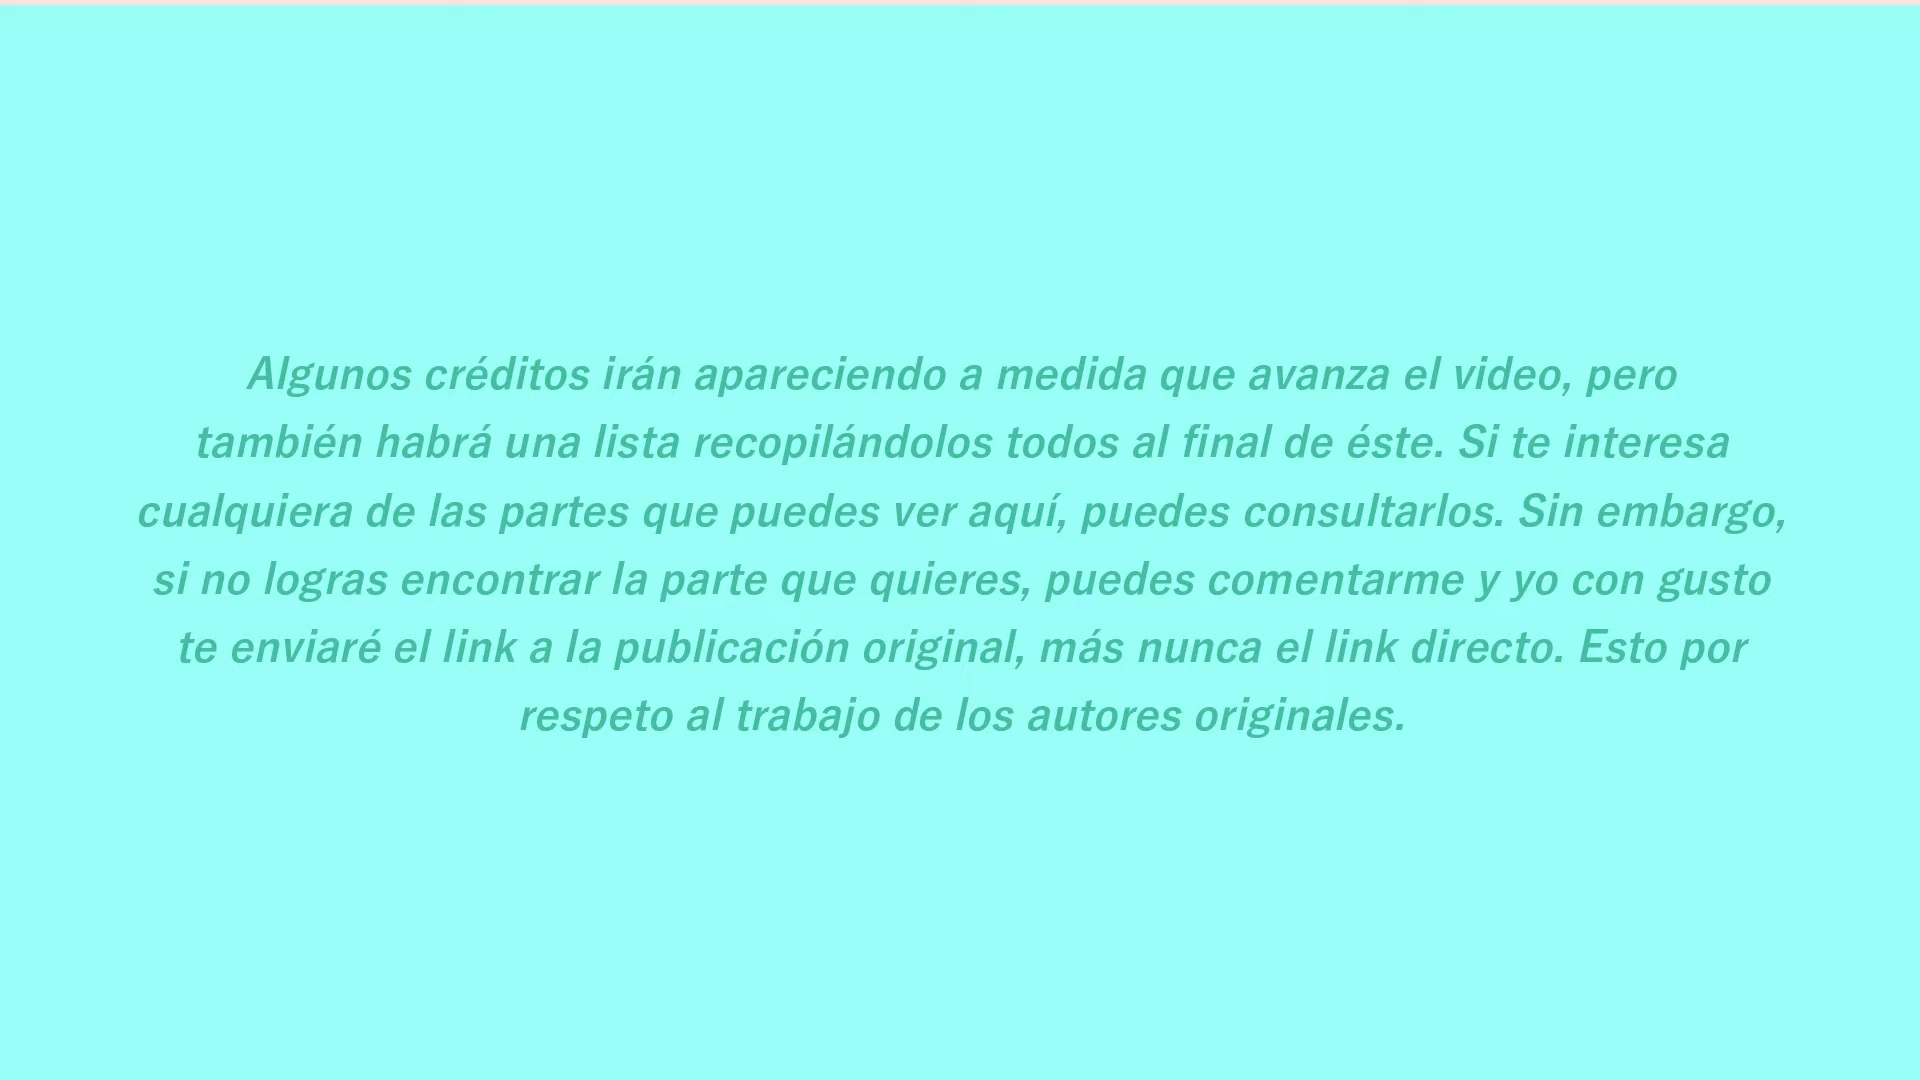 Algunos créditos irán apareciendo a medida que avanza el video, pero
también habrá una lista recopilándolos todos al final de éste. Si te interesa
cualquiera de las partes que puedes ver aquí, puedes consultarlos. Sin embargo,
si no logras encontrar la parte que quieres, puedes comentarme y yo con gusto
te enviaré el link a la publicación original, más nunca el link directo. Esto por
respeto al trabajo de los autores originales.